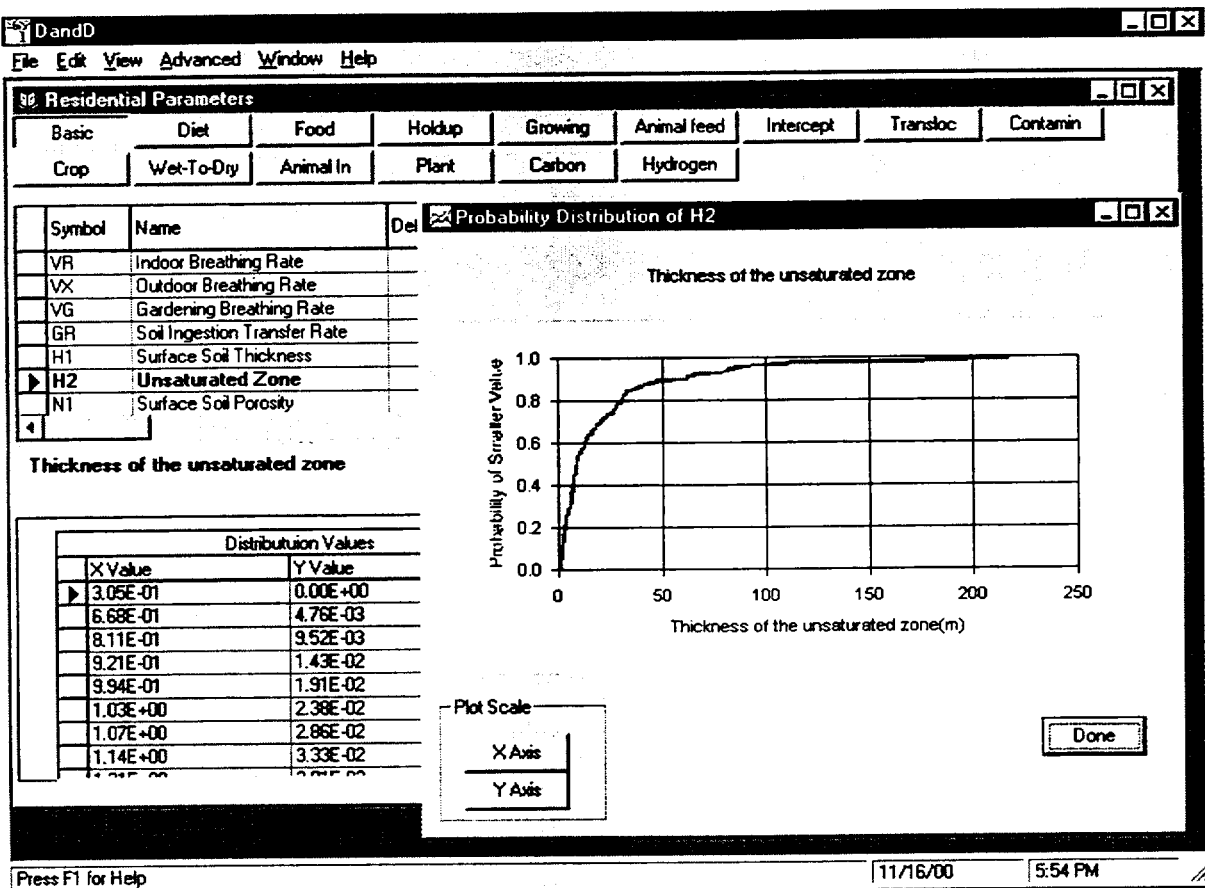 DandD
File Edit View Advanced Window Help
Residential Parameters
Basic Diet Food Holdup Growing Animal feed Intercept Transloc Contamin
Crop Wet-To-Dry Animal In Plant Carbon Hydrogen
Symbol Name Del
VR Indoor Breathing Rate
VX Outdoor Breathing Rate
VG Gardening Breathing Rate
GR Soil Ingestion Transfer Rate
H1 Surface Soil Thickness
H2 Unsaturated Zone
N1 Surface Soil Porosity
Thickness of the unsaturated zone
Distributuion Values
X Value Y Value
3.05E-01 0.00E+00
6.68E-01 4.76E-03
8.11E-01 9.52E-03
9.21E-01 1.43E-02
9.94E-01 1.91E-02
1.03E+00 2.38E-02
1.07E+00 2.86E-02
1.14E+00 3.33E-02
Probability Distribution of H2
Thickness of the unsaturated zone
Probability of Smaller Value
1.0
0.8
0.6
0.4
0.2
0.0
0 50 100 150 200 250
Thickness of the unsaturated zone(m)
Plot Scale
X Axis
Y Axis
Done
Press F1 for Help 11/16/00 5:54 PM